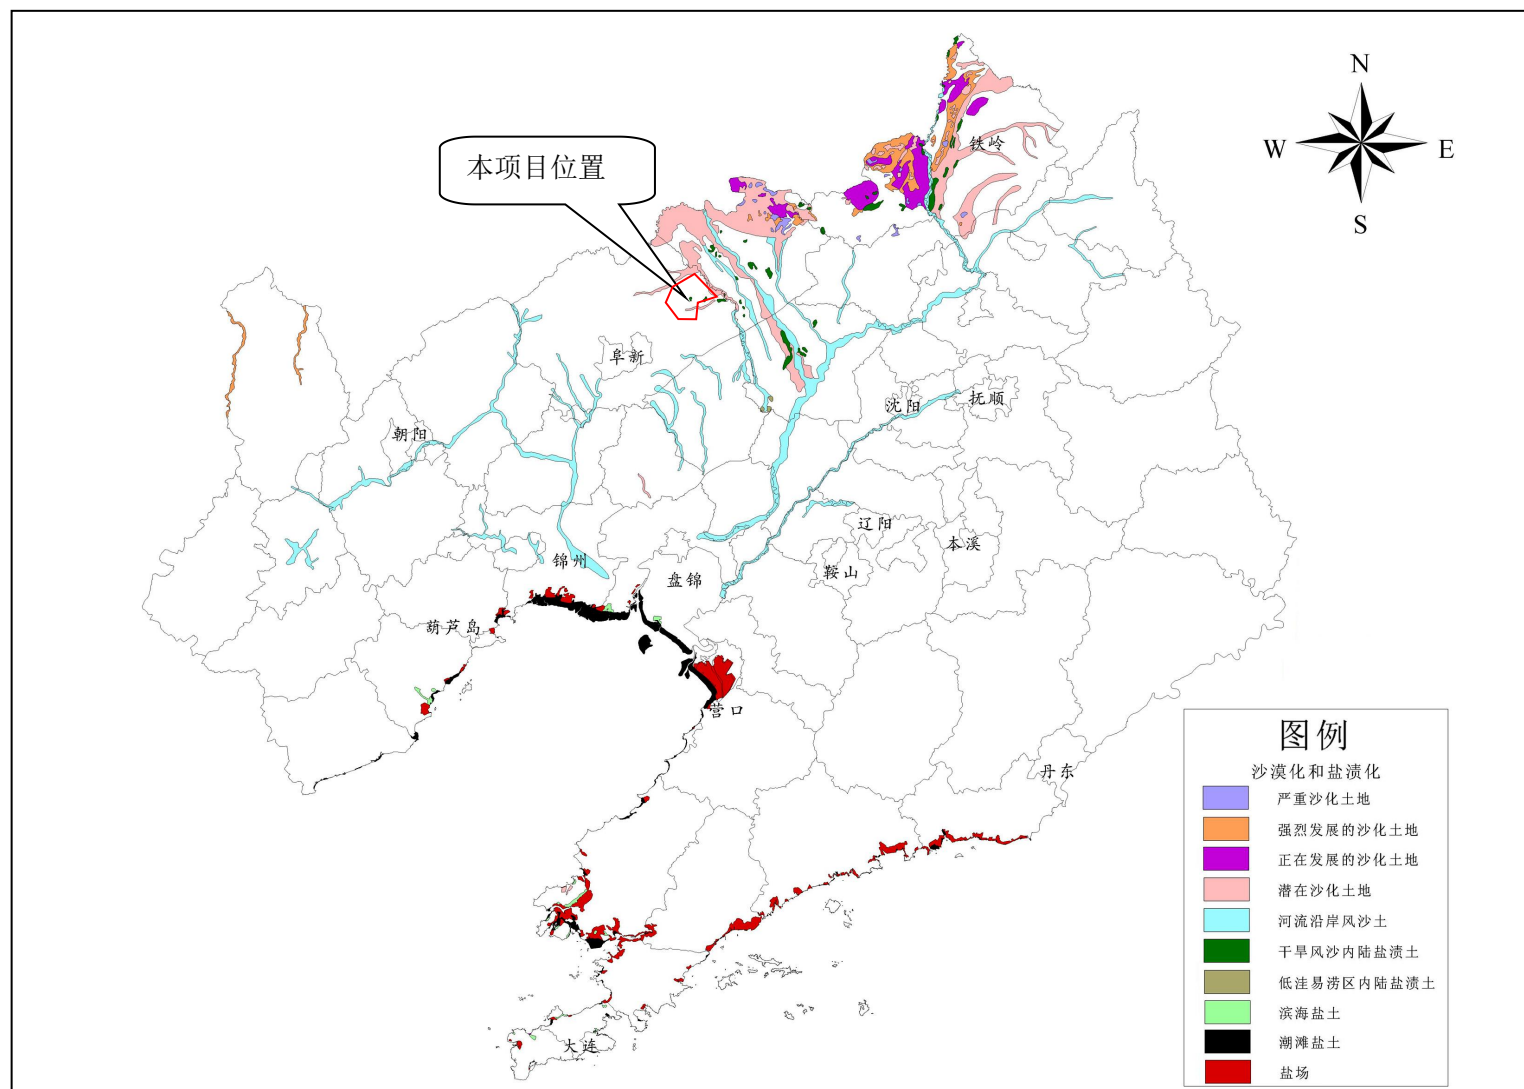 N
W
E
S
本项目位置
铁岭
阜新
沈阳
抚顺
朝阳
辽阳
本溪
锦州
盘锦
鞍山
葫芦岛
营口
丹东
大连
图例
沙漠化和盐渍化
严重沙化土地
强烈发展的沙化土地
正在发展的沙化土地
潜在沙化土地
河流沿岸风沙土
干旱风沙内陆盐渍土
低洼易涝区内陆盐渍土
滨海盐土
潮滩盐土
盐场